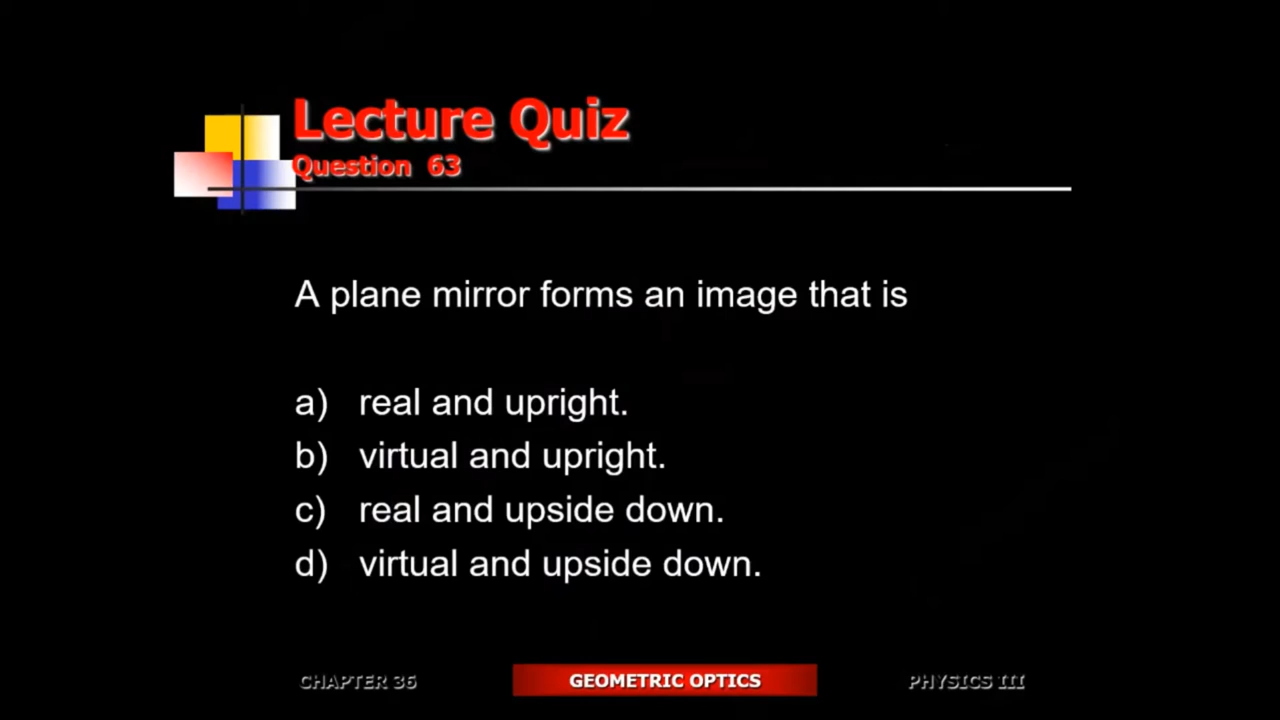 Lecture Quiz
Question 63
A plane mirror forms an image that is
a) real and upright.
b) virtual and upright.
c) real and upside down.
d) virtual and upside down.
CHAPTER 36
GEOMETRIC OPTICS
PHYSICS III